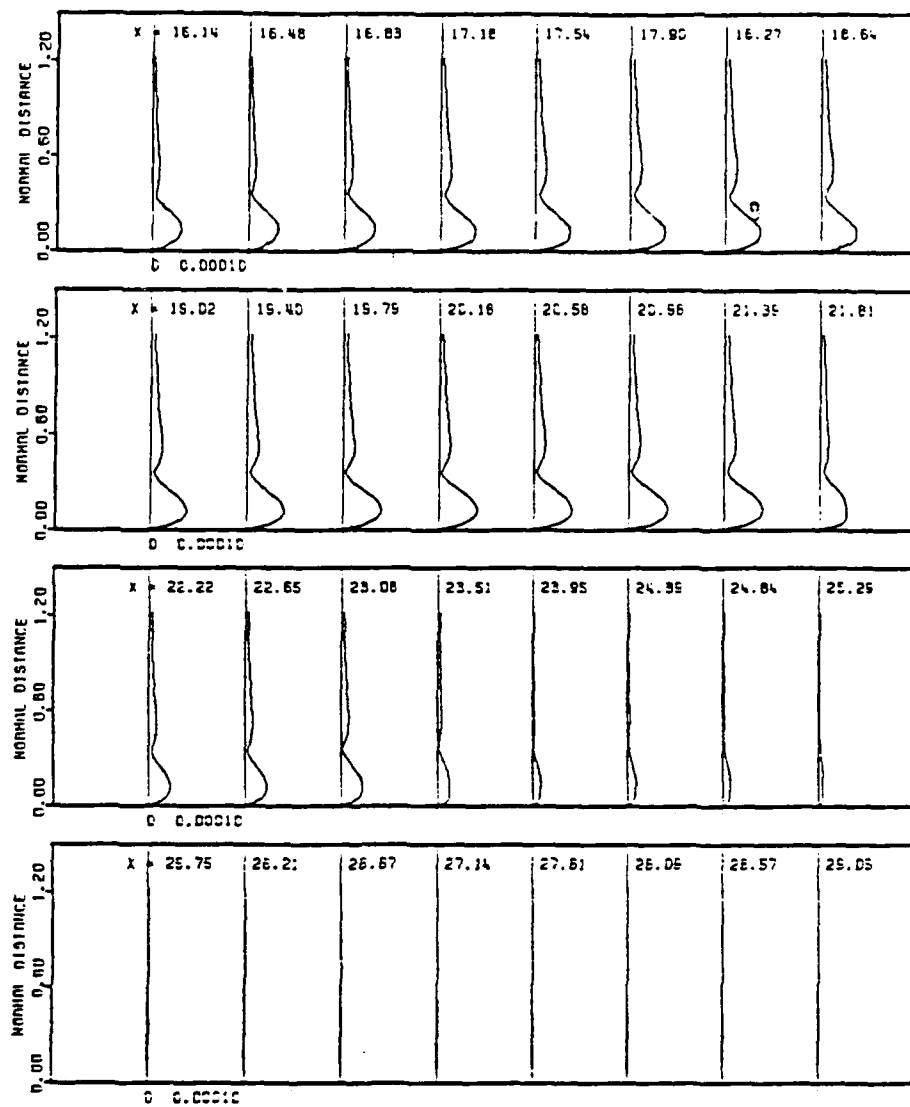 X = 16.14 16.48 16.83 17.18 17.54 17.90 18.27 18.64
NORMAL DISTANCE
1.20
0.60
0.00
0 0.00010
X = 19.02 19.40 19.79 20.18 20.58 20.98 21.39 21.81
NORMAL DISTANCE
1.20
0.60
0.00
0 0.00010
X = 22.22 22.65 23.08 23.51 23.95 24.39 24.84 25.29
NORMAL DISTANCE
1.20
0.60
0.00
0 0.00010
X = 25.75 26.21 26.67 27.14 27.61 28.09 28.57 29.05
NORMAL DISTANCE
1.20
0.60
0.00
0 0.00010